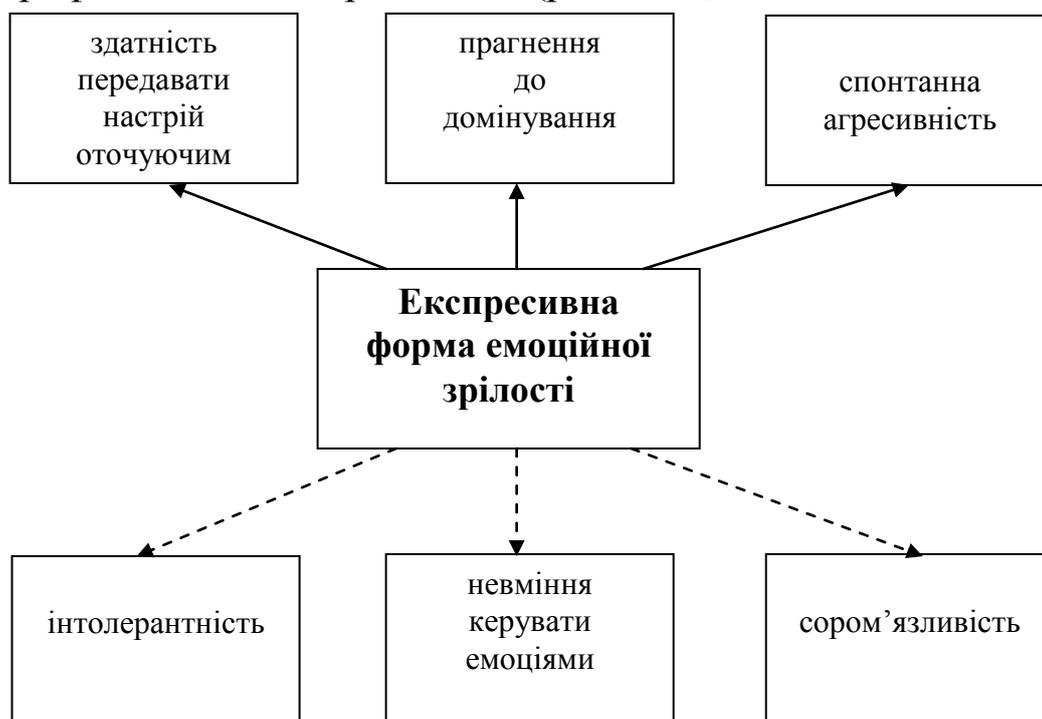 здатність
передавати
настрій
оточуючим
прагнення
до
домінування
спонтанна
агресивність
Експресивна
форма емоційної
зрілості
інтолерантність
невміння
керувати
емоціями
сором’язливість